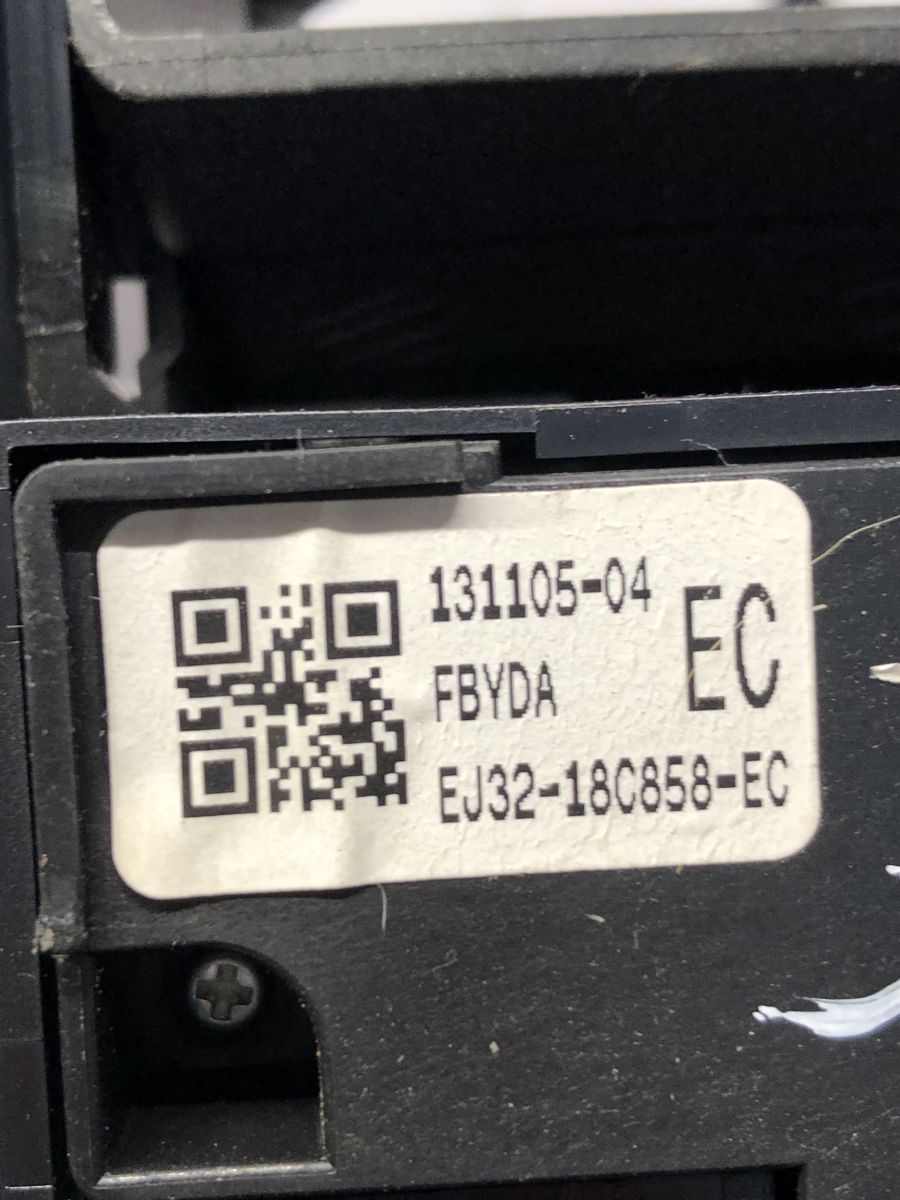 131105-04
EC
FBYDA
EJ32-18C858-EC